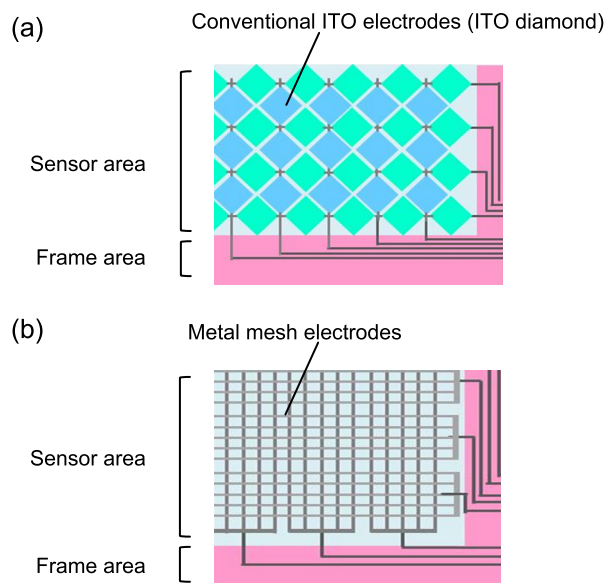 (a)
Conventional ITO electrodes (ITO diamond)
Sensor area
Frame area
(b)
Metal mesh electrodes
Sensor area
Frame area